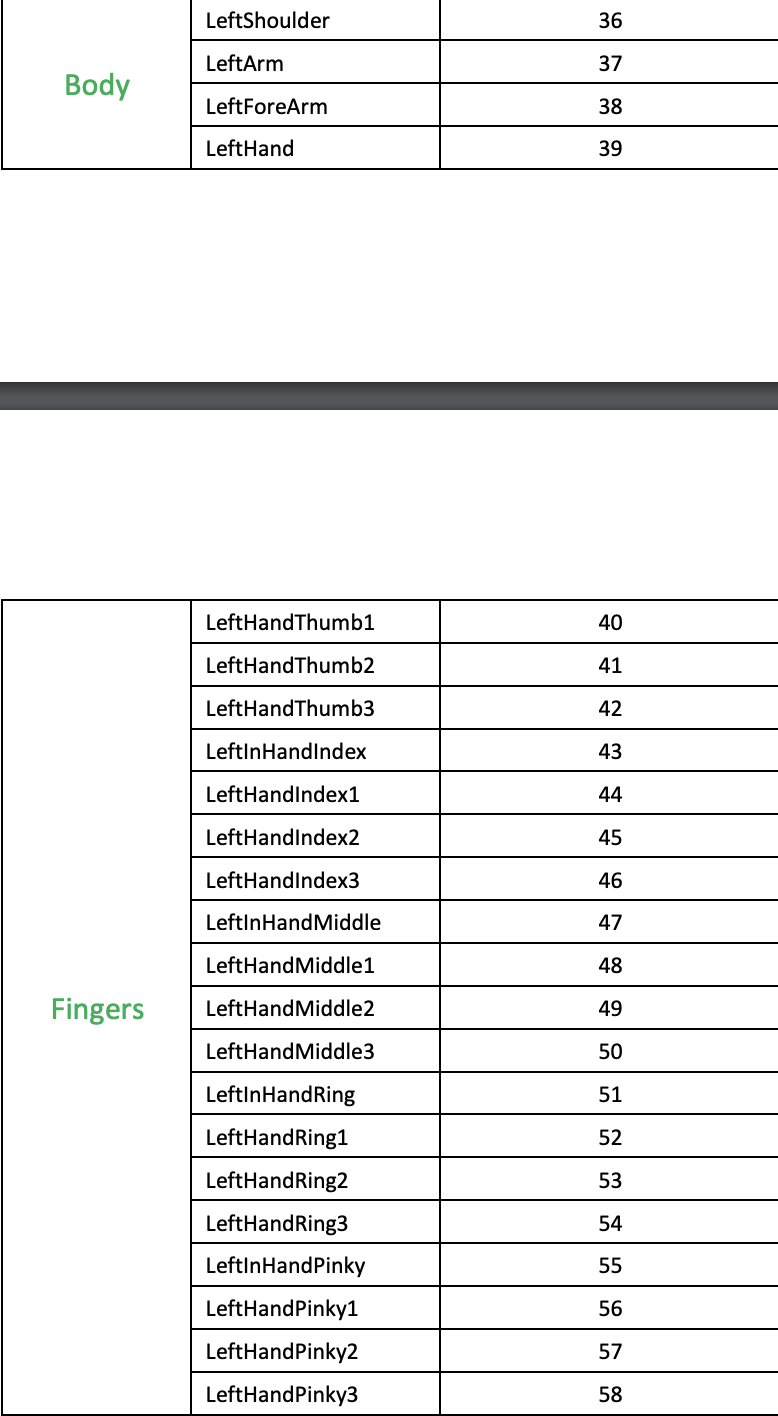 LeftShoulder 36
LeftArm 37
Body
LeftForeArm 38
LeftHand 39
LeftHandThumb1 40
LeftHandThumb2 41
LeftHandThumb3 42
LeftInHandIndex 43
LeftHandIndex1 44
LeftHandIndex2 45
LeftHandIndex3 46
LeftInHandMiddle 47
LeftHandMiddle1 48
Fingers LeftHandMiddle2 49
LeftHandMiddle3 50
LeftInHandRing 51
LeftHandRing1 52
LeftHandRing2 53
LeftHandRing3 54
LeftInHandPinky 55
LeftHandPinky1 56
LeftHandPinky2 57
LeftHandPinky3 58